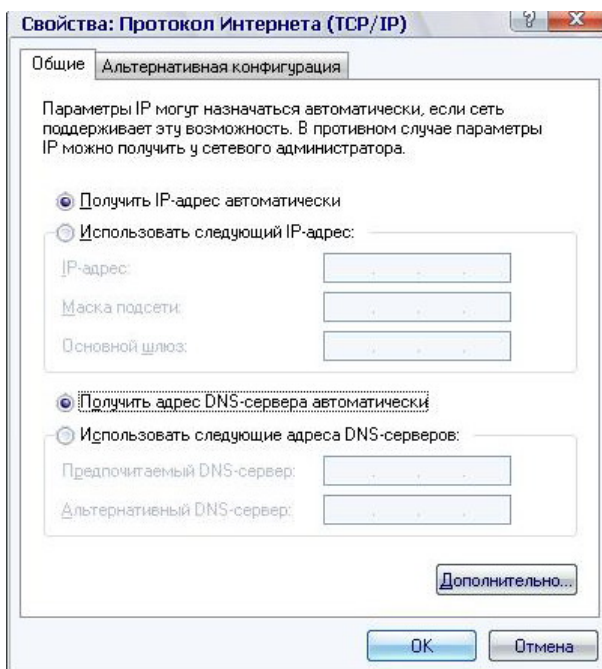 Свойства: Протокол Интернета (TCP/IP)
Общие
Альтернативная конфигурация
Параметры IP могут назначаться автоматически, если сеть
поддерживает эту возможность. В противном случае параметры
IP можно получить у сетевого администратора.
Получить IP-адрес автоматически
Использовать следующий IP-адрес:
IP-адрес:
Маска подсети:
Основной шлюз:
Получить адрес DNS-сервера автоматически
Использовать следующие адреса DNS-серверов:
Предпочитаемый DNS-сервер:
Альтернативный DNS-сервер:
Дополнительно...
OK
Отмена